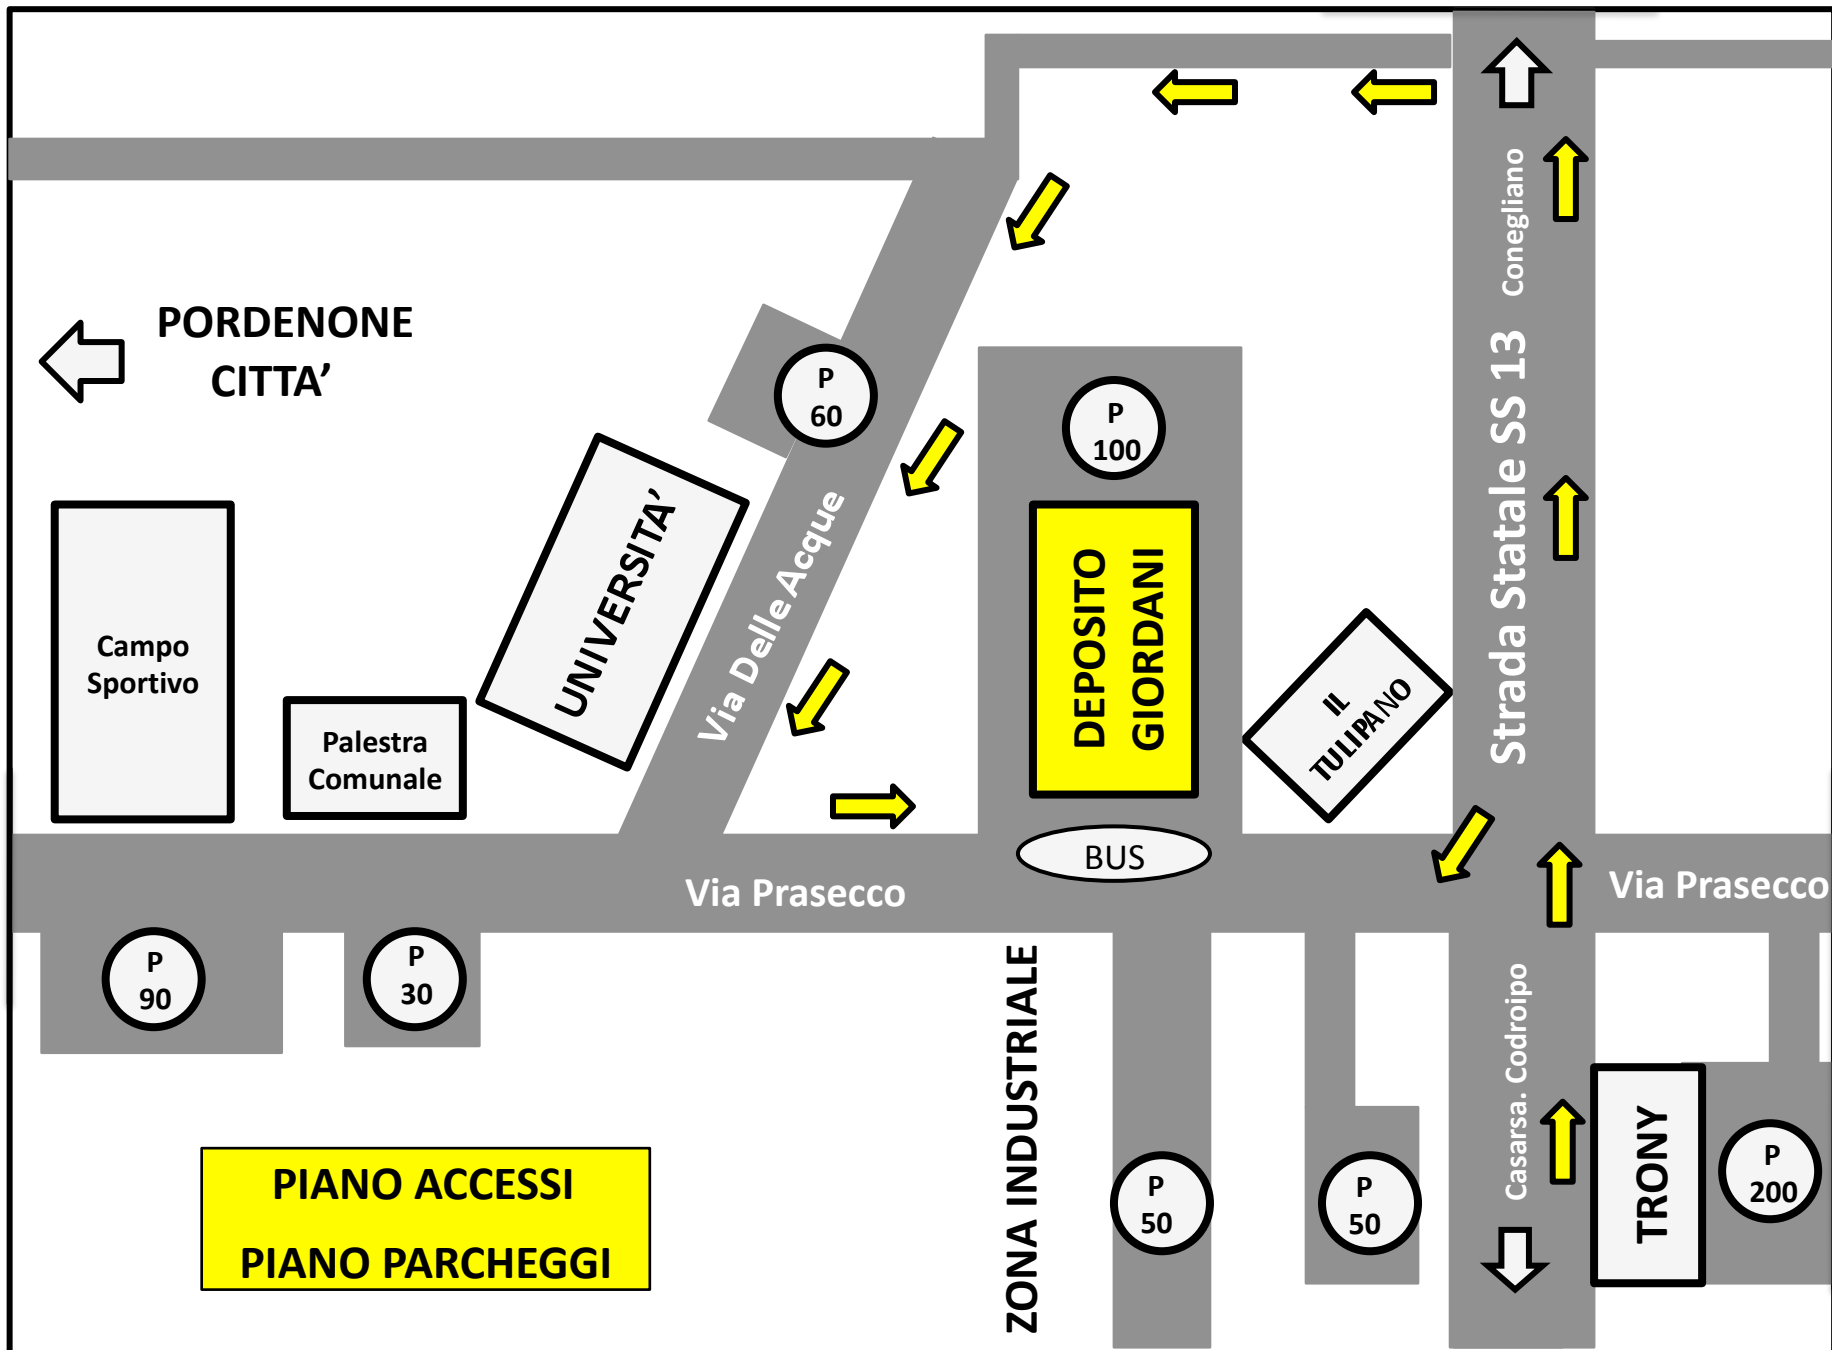 Conegliano
Strada Statale SS 13
PORDENONE
CITTA’
P
60
P
100
UNIVERSITA’
Via Delle Acque
DEPOSITO
GIORDANI
IL
TULIPANO
Campo
Sportivo
Palestra
Comunale
BUS
Via Prasecco
Via Prasecco
P
90
P
30
ZONA INDUSTRIALE
Casarsa. Codroipo
P
50
P
50
TRONY
P
200
PIANO ACCESSI
PIANO PARCHEGGI